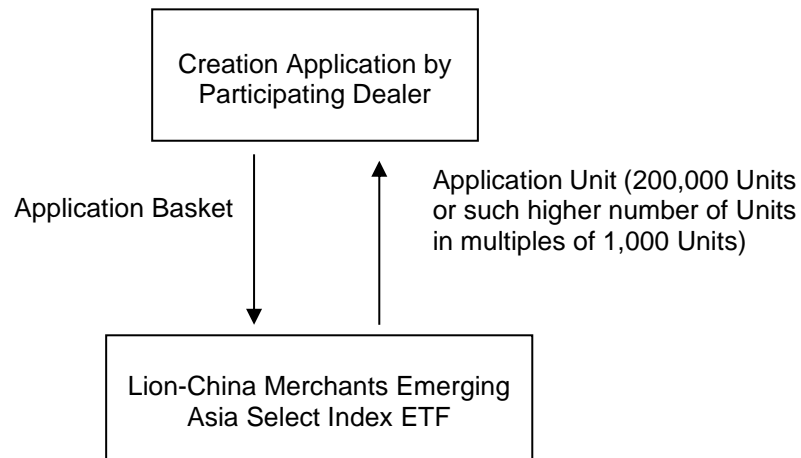 Creation Application by
Participating Dealer
Application Basket
Application Unit (200,000 Units
or such higher number of Units
in multiples of 1,000 Units)
Lion-China Merchants Emerging
Asia Select Index ETF